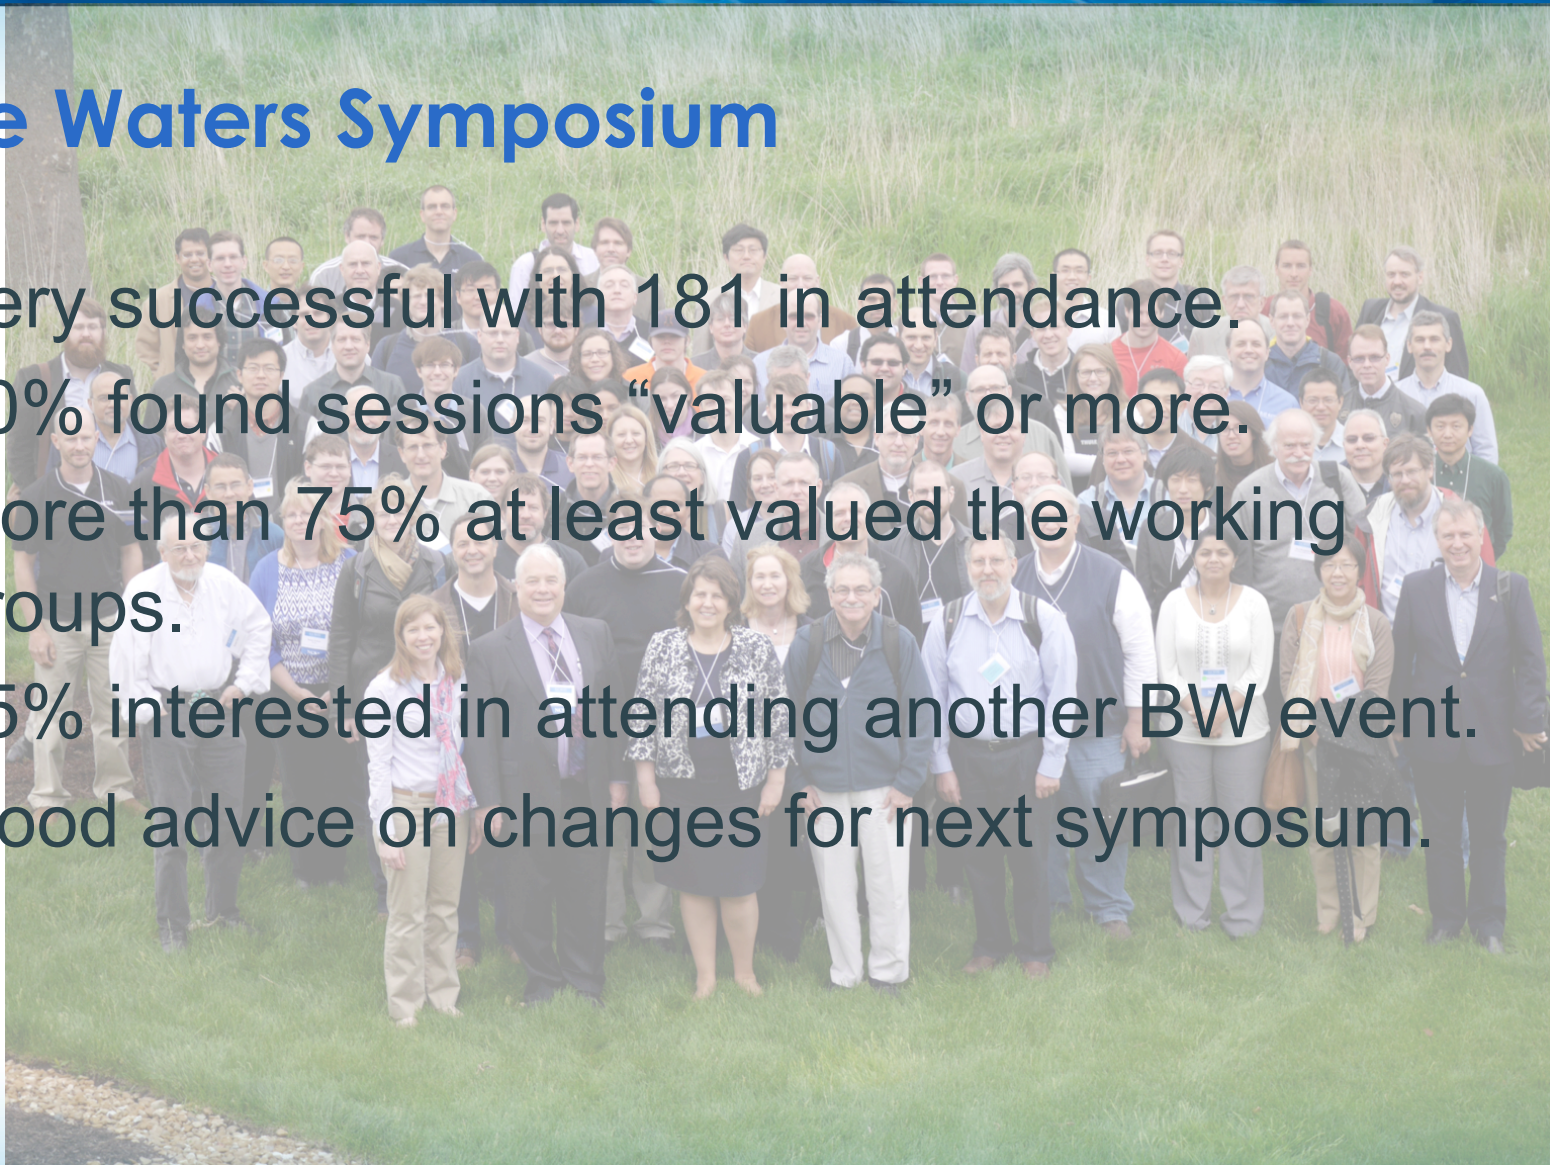 e Waters Symposium
ery successful with 181 in attendance.
0% found sessions “valuable” or more.
ore than 75% at least valued the working
roups.
5% interested in attending another BW event.
ood advice on changes for next symposum.